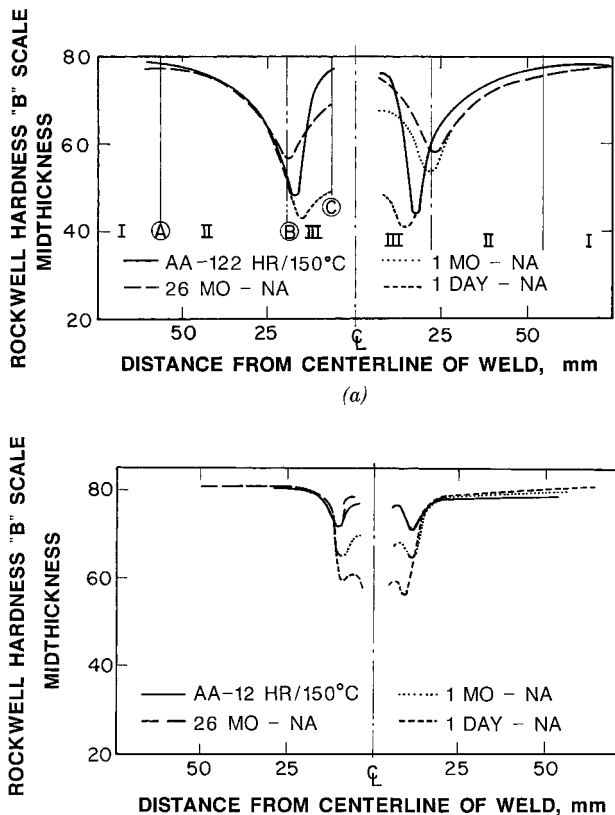 ROCKWELL HARDNESS "B" SCALE
MIDTHICKNESS
80
60
40
20
I
Ⓐ
II
Ⓑ
III
Ⓒ
III
II
I
AA-122 HR/150°C
26 MO - NA
1 MO - NA
1 DAY - NA
50
25
℄
25
50
DISTANCE FROM CENTERLINE OF WELD, mm
(a)
ROCKWELL HARDNESS "B" SCALE
MIDTHICKNESS
80
60
40
20
AA-12 HR/150°C
26 MO - NA
1 MO - NA
1 DAY - NA
50
25
℄
25
50
DISTANCE FROM CENTERLINE OF WELD, mm